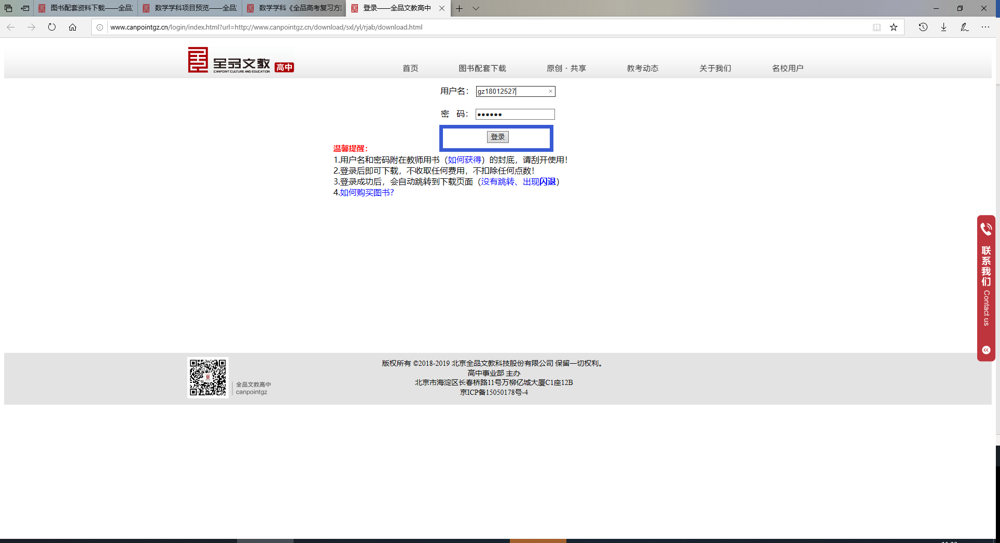 图书配套资料下载——全品
数学学科项目预览——全品
数学学科《全品高考复习方
登录——全品文教高中
www.canpointgz.cn/login/index.html?url=http://www.canpointgz.cn/download/sxl/yl/rjab/download.html
全品文教 高中
CANPOINT CULTURE AND EDUCATION
首页 图书配套下载 原创·共享 教考动态 关于我们 名校用户
用户名： gz18012527
密 码： ●●●●●●
登录
温馨提醒：
1.用户名和密码附在教师用书（如何获得）的封底，请刮开使用！
2.登录后即可下载，不收取任何费用，不扣除任何点数！
3.登录成功后，会自动跳转到下载页面（没有跳转、出现闪退）
4.如何购买图书？
联系我们 Contact us
版权所有 ©2018-2019 北京全品文教科技股份有限公司 保留一切权利。
高中事业部 主办
北京市海淀区长春桥路11号万柳亿城大厦C1座12B
京ICP备15050178号-4
全品文教高中
canpointgz